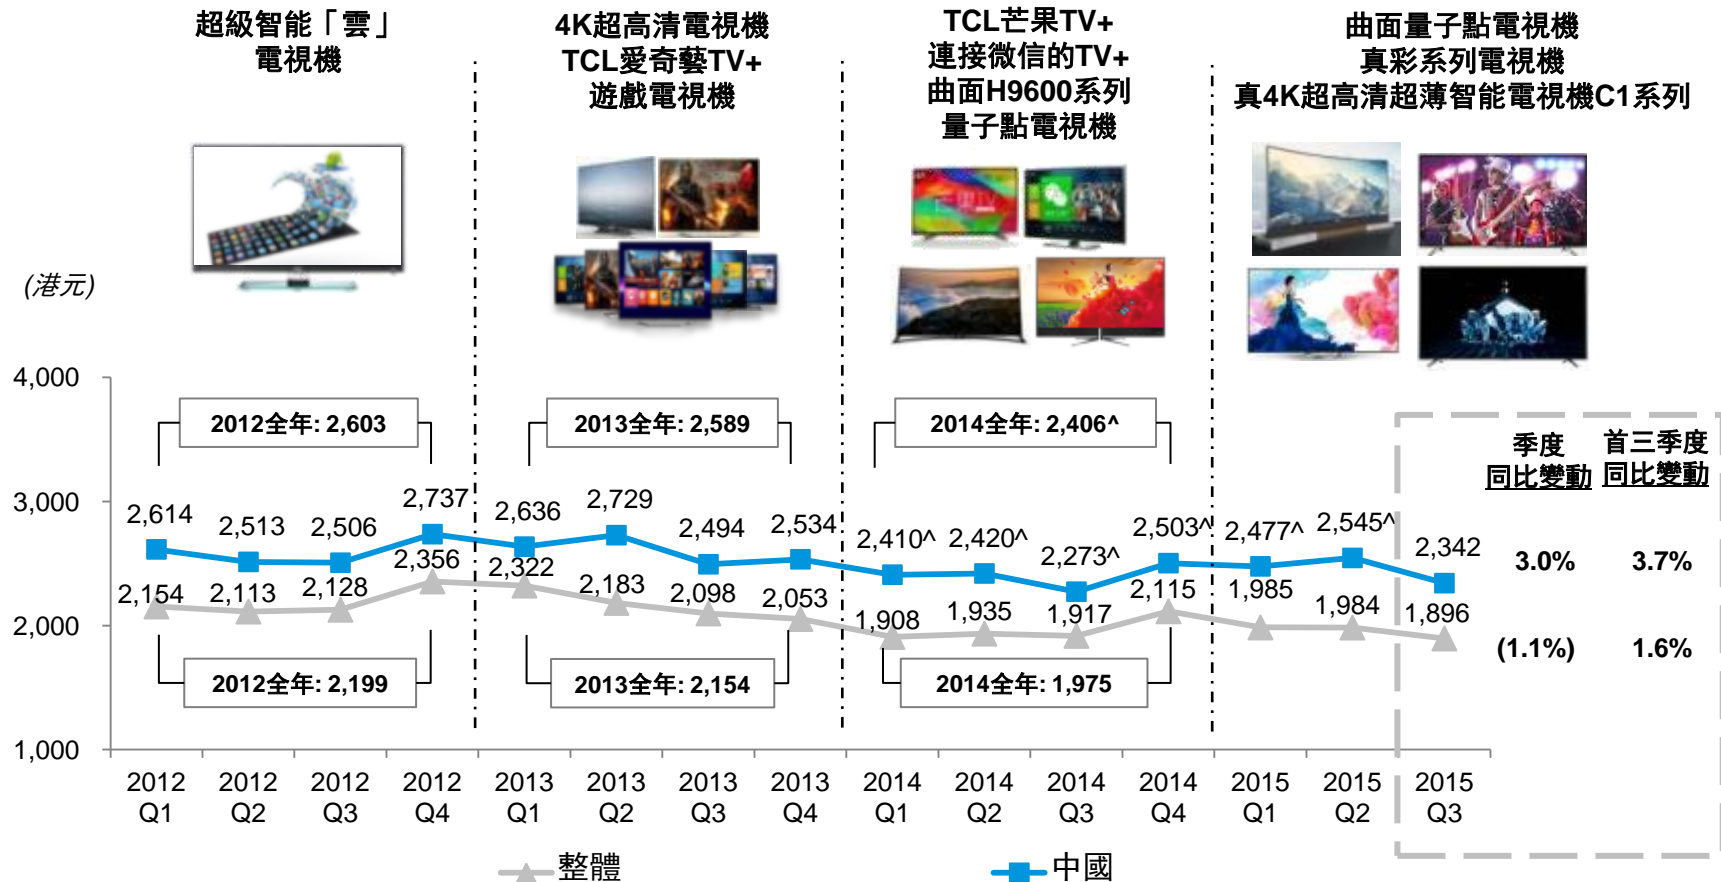 超級智能「雲」
電視機
4K超高清電視機
TCL愛奇藝TV+
遊戲電視機
TCL芒果TV+
連接微信的TV+
曲面H9600系列
量子點電視機
曲面量子點電視機
真彩系列電視機
真4K超高清超薄智能電視機C1系列
(港元)
4,000
3,000
2,000
1,000
2012全年: 2,603
2013全年: 2,589
2014全年: 2,406^
季度
同比變動
首三季度
同比變動
2,614
2,513
2,506
2,737
2,636
2,729
2,494
2,534
2,410^
2,420^
2,273^
2,503^
2,477^
2,545^
2,342
3.0%
3.7%
2,154
2,113
2,128
2,356
2,322
2,183
2,098
2,053
1,908
1,935
1,917
2,115
1,985
1,984
1,896
(1.1%)
1.6%
2012全年: 2,199
2013全年: 2,154
2014全年: 1,975
2012
Q1
2012
Q2
2012
Q3
2012
Q4
2013
Q1
2013
Q2
2013
Q3
2013
Q4
2014
Q1
2014
Q2
2014
Q3
2014
Q4
2015
Q1
2015
Q2
2015
Q3
整體
中國